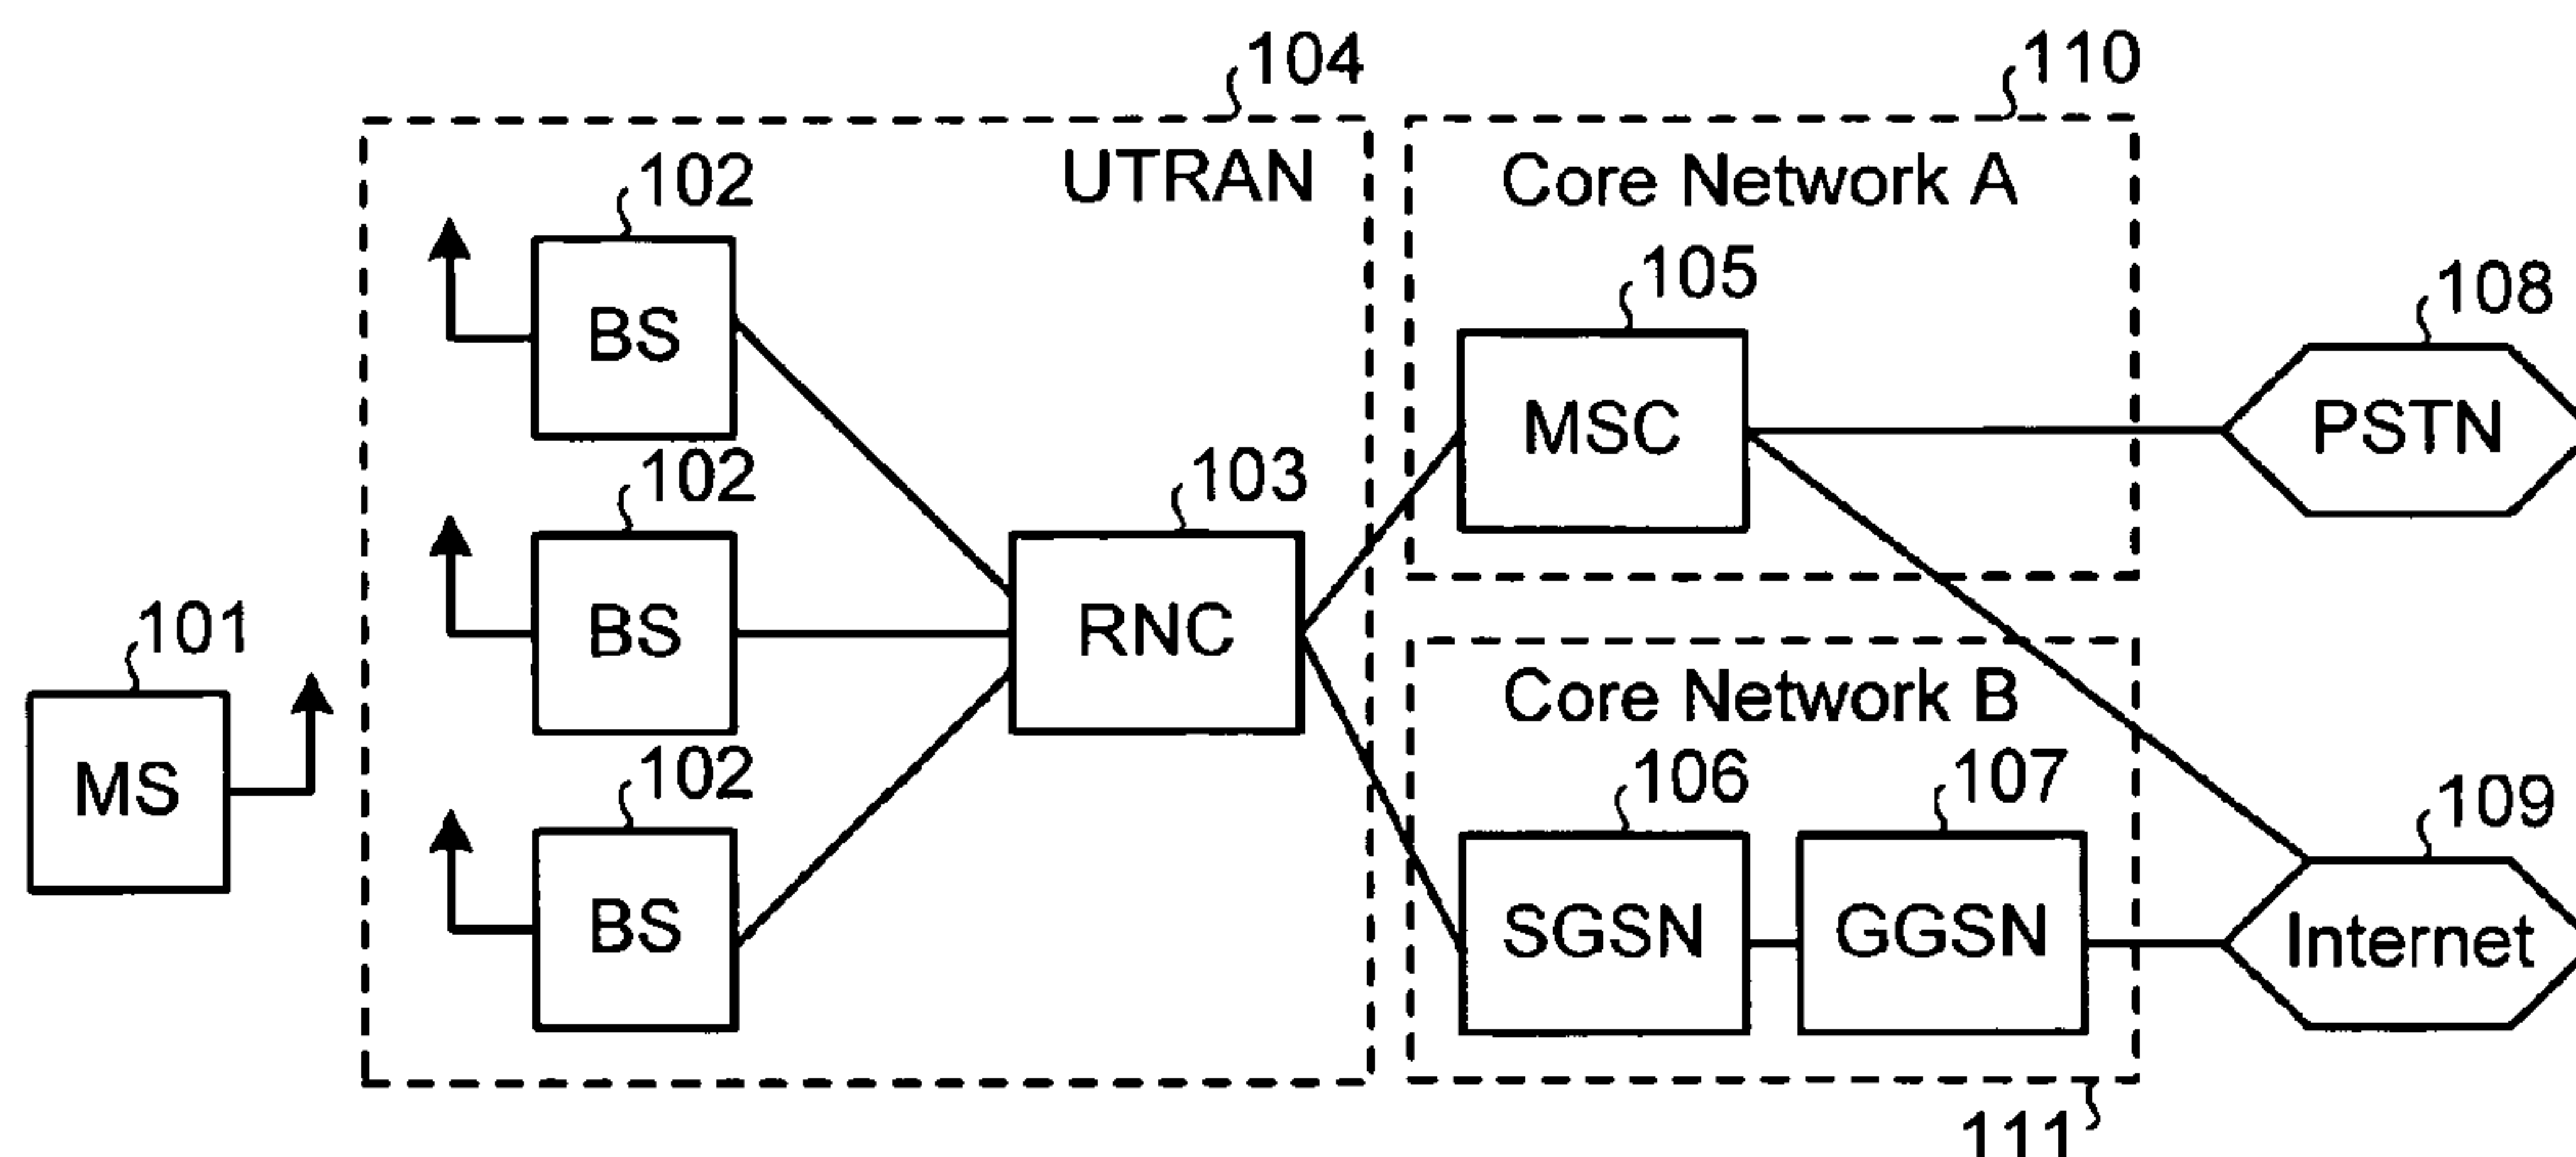 104
110
UTRAN
Core Network A
102
105
108
BS
MSC
PSTN
102
103
BS
RNC
101
MS
Core Network B
102
106
107
109
BS
SGSN
GGSN
Internet
111